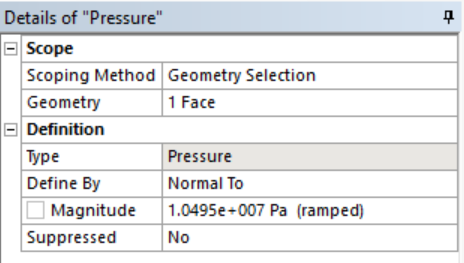 Details of "Pressure"
Scope
Scoping Method Geometry Selection
Geometry 1 Face
Definition
Type Pressure
Define By Normal To
Magnitude 1.0495e+007 Pa (ramped)
Suppressed No